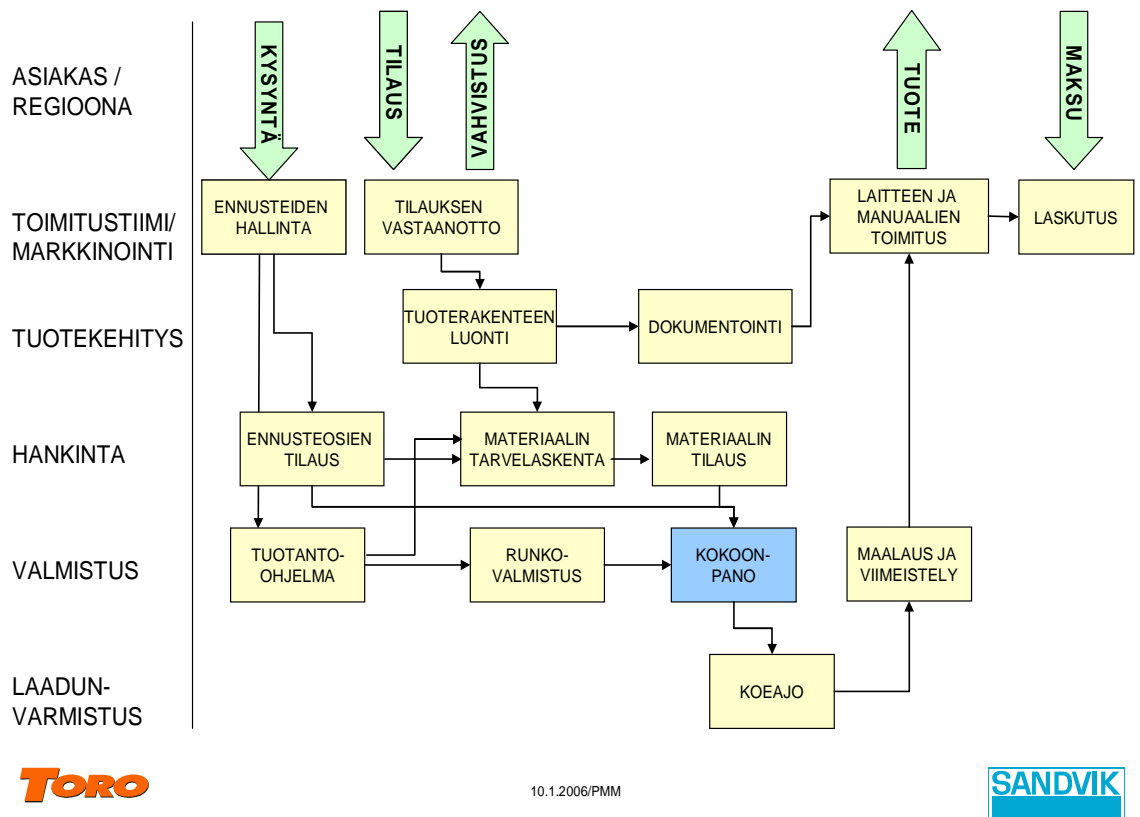 ASIAKAS /
REGIOONA
KYSYNTÄ
TILAUS
VAHVISTUS
TUOTE
MAKSU
TOIMITUSTIIMI/
MARKKINOINTI
ENNUSTEIDEN
HALLINTA
TILAUKSEN
VASTAANOTTO
LAITTEEN JA
MANUAALIEN
TOIMITUS
LASKUTUS
TUOTEKEHITYS
TUOTERAKENTEEN
LUONTI
DOKUMENTOINTI
HANKINTA
ENNUSTEOSIEN
TILAUS
MATERIAALIN
TARVELASKENTA
MATERIAALIN
TILAUS
VALMISTUS
TUOTANTO-
OHJELMA
RUNKO-
VALMISTUS
KOKOON-
PANO
MAALAUS JA
VIIMEISTELY
LAADUN-
VARMISTUS
KOEAJO
TORO
10.1.2006/PMM
SANDVIK